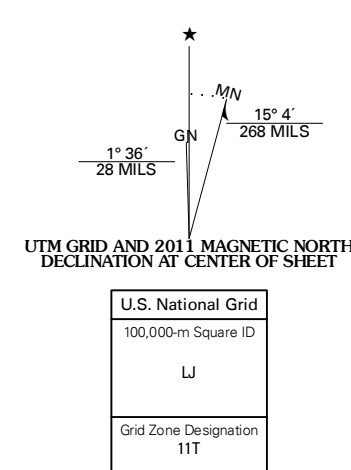 MN
GN
15° 4´
268 MILS
1° 36´
28 MILS
UTM GRID AND 2011 MAGNETIC NORTH
DECLINATION AT CENTER OF SHEET
U.S. National Grid
100,000-m Square ID
LJ
Grid Zone Designation
11T